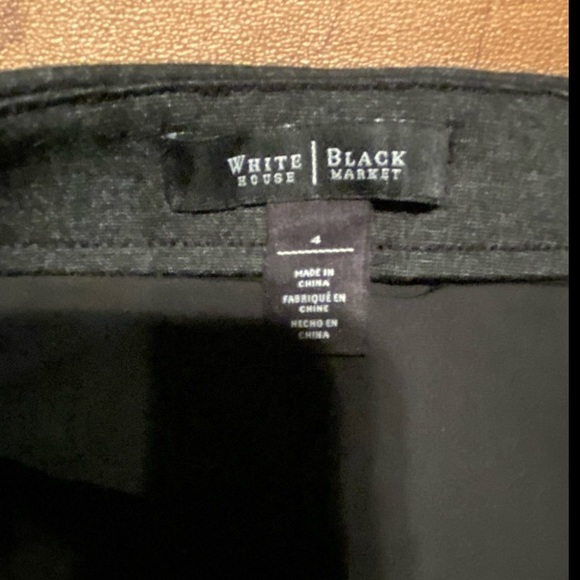 WHITE | BLACK
HOUSE | MARKET
4
MADE IN
CHINA
FABRIQUÉ EN
CHINE
HECHO EN
CHINA